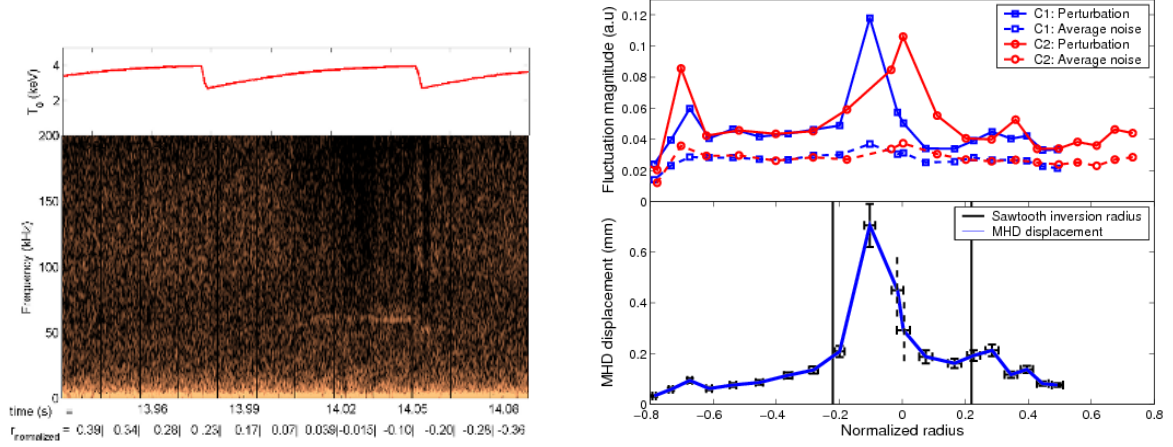 T₀ (keV)
4
2
Frequency (kHz)
200
150
100
50
0
time (s) = 13.96 13.99 14.02 14.05 14.08
r_normalized = 0.39| 0.34| 0.28| 0.23| 0.17| 0.07| 0.039| -0.015| -0.10| -0.20| -0.28| -0.36
Fluctuation magnitude (a.u)
0.12
0.1
0.08
0.06
0.04
0.02
0
C1: Perturbation
C1: Average noise
C2: Perturbation
C2: Average noise
MHD displacement (mm)
0.6
0.4
0.2
0
Sawtooth inversion radius
MHD displacement
-0.8 -0.6 -0.4 -0.2 0 0.2 0.4 0.6 0.8
Normalized radius